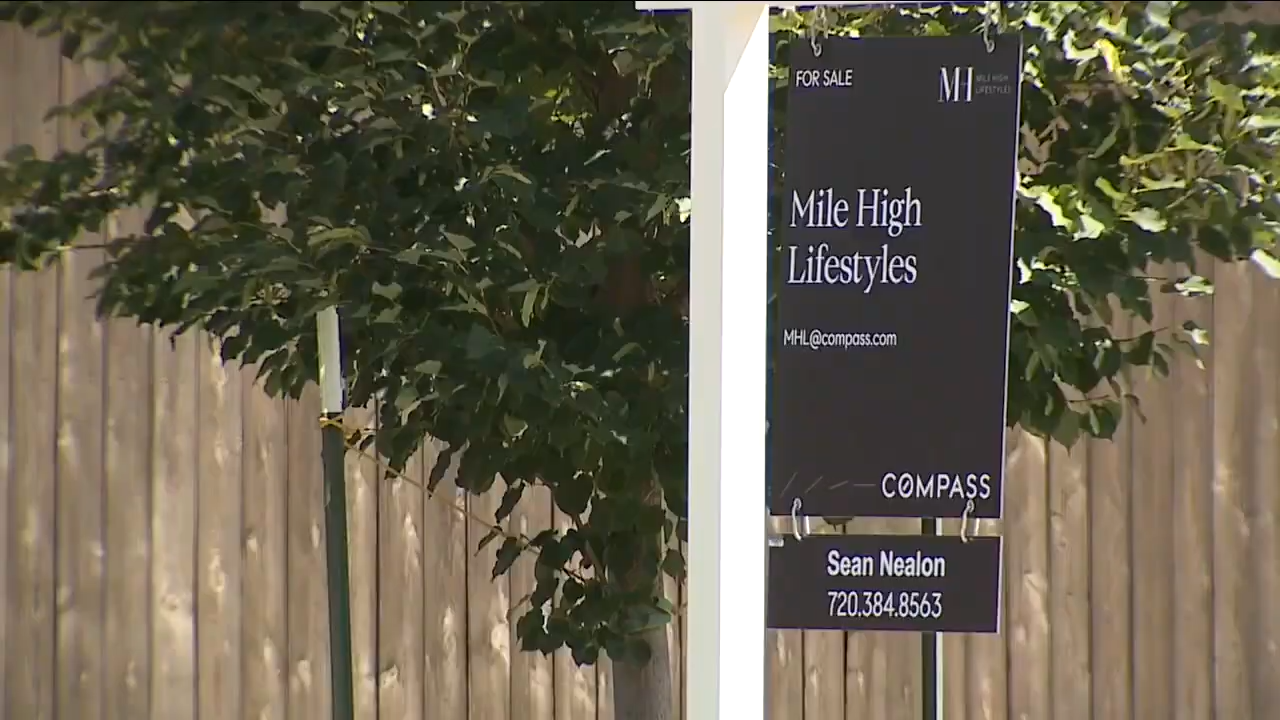 FOR SALE
MH MILE HIGH
LIFESTYLES
Mile High
Lifestyles
MHL@compass.com
COMPASS
Sean Nealon
720.384.8563